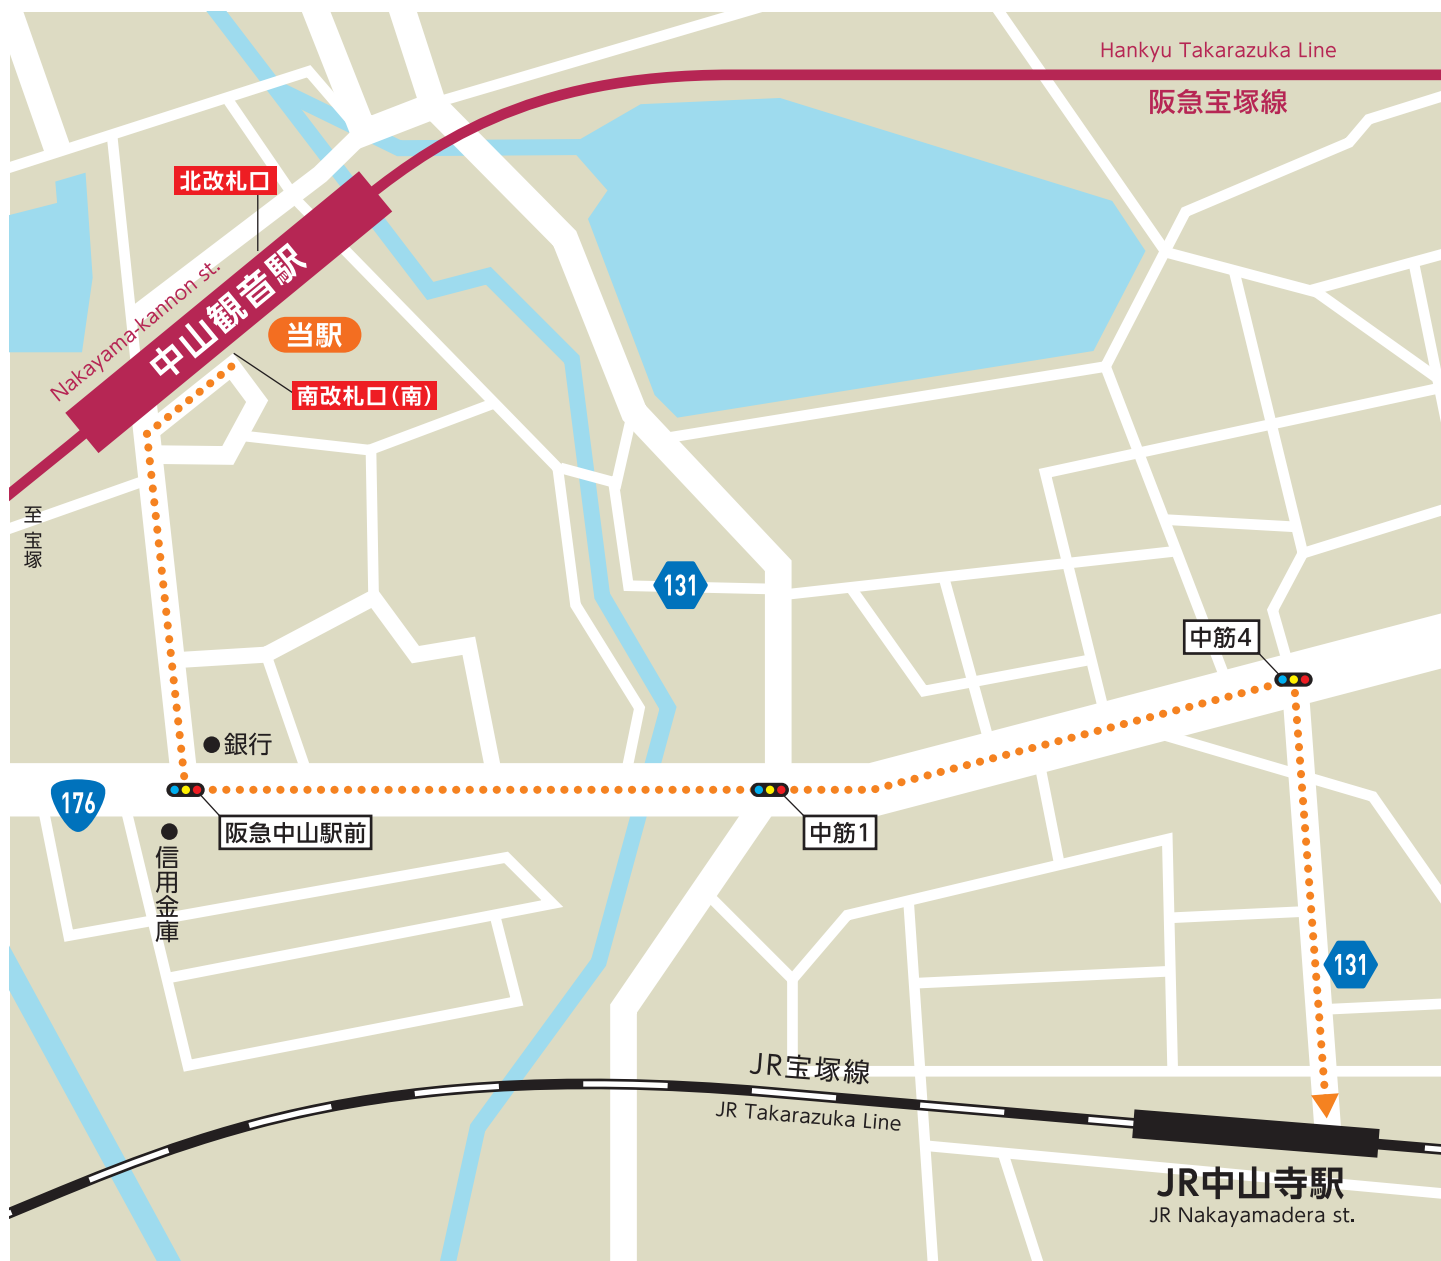 Hankyu Takarazuka Line
阪急宝塚線
北改札口
Nakayama-kannon st.
中山観音駅
当駅
南改札口(南)
至 宝塚
131
中筋4
銀行
176
阪急中山駅前
中筋1
信用金庫
131
JR宝塚線
JR Takarazuka Line
JR中山寺駅
JR Nakayamadera st.